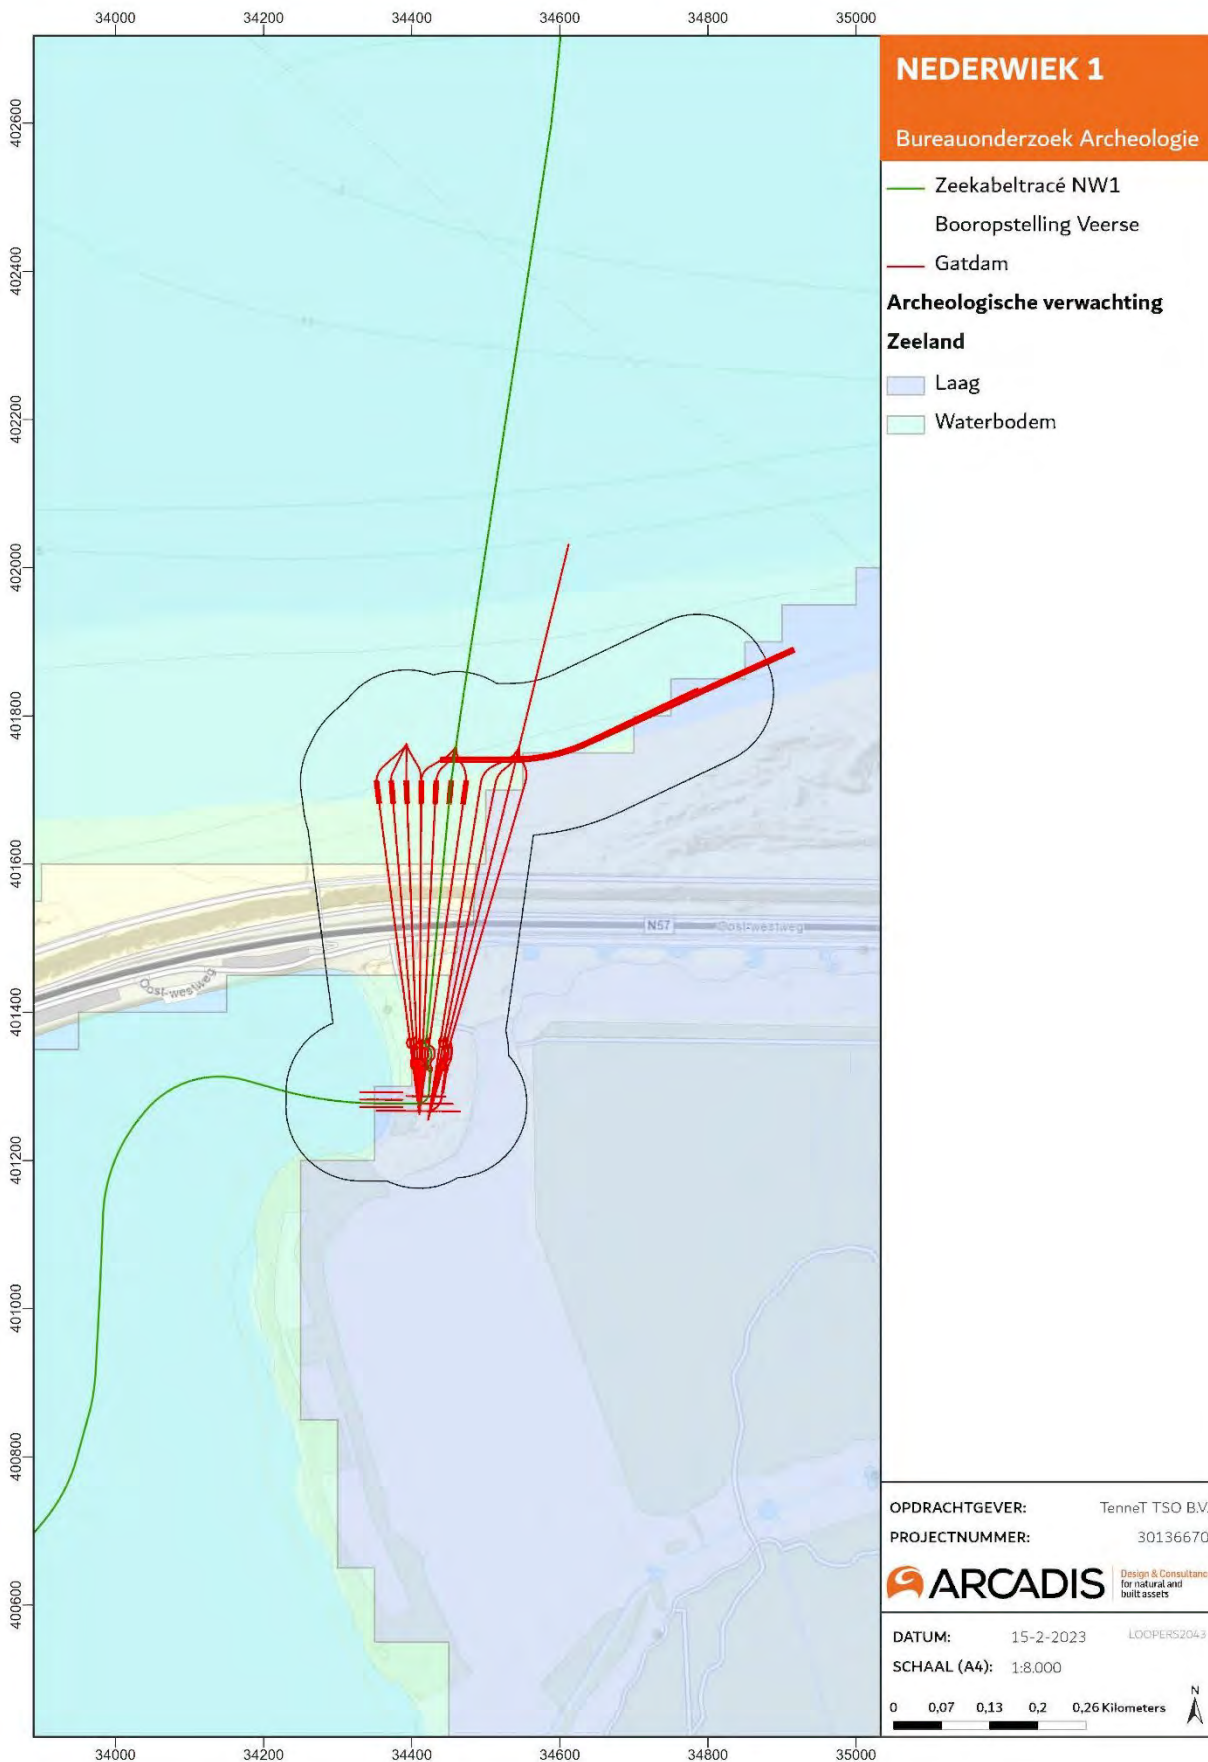 34000 34200 34400 34600 34800 35000
402600
402400
402200
402000
401800
401600
401400
401200
401000
400800
400600
N57 Oost-westweg
Oost-westweg
34000 34200 34400 34600 34800 35000
NEDERWIEK 1
Bureauonderzoek Archeologie
Zeekabeltracé NW1
Booropstelling Veerse
Gatdam
Archeologische verwachting
Zeeland
Laag
Waterbodem
OPDRACHTGEVER: TenneT TSO B.V.
PROJECTNUMMER: 30136670
ARCADIS
Design & Consultancy
for natural and
built assets
DATUM: 15-2-2023 LOOPERS2043
SCHAAL (A4): 1:8.000
N
0 0,07 0,13 0,2 0,26 Kilometers